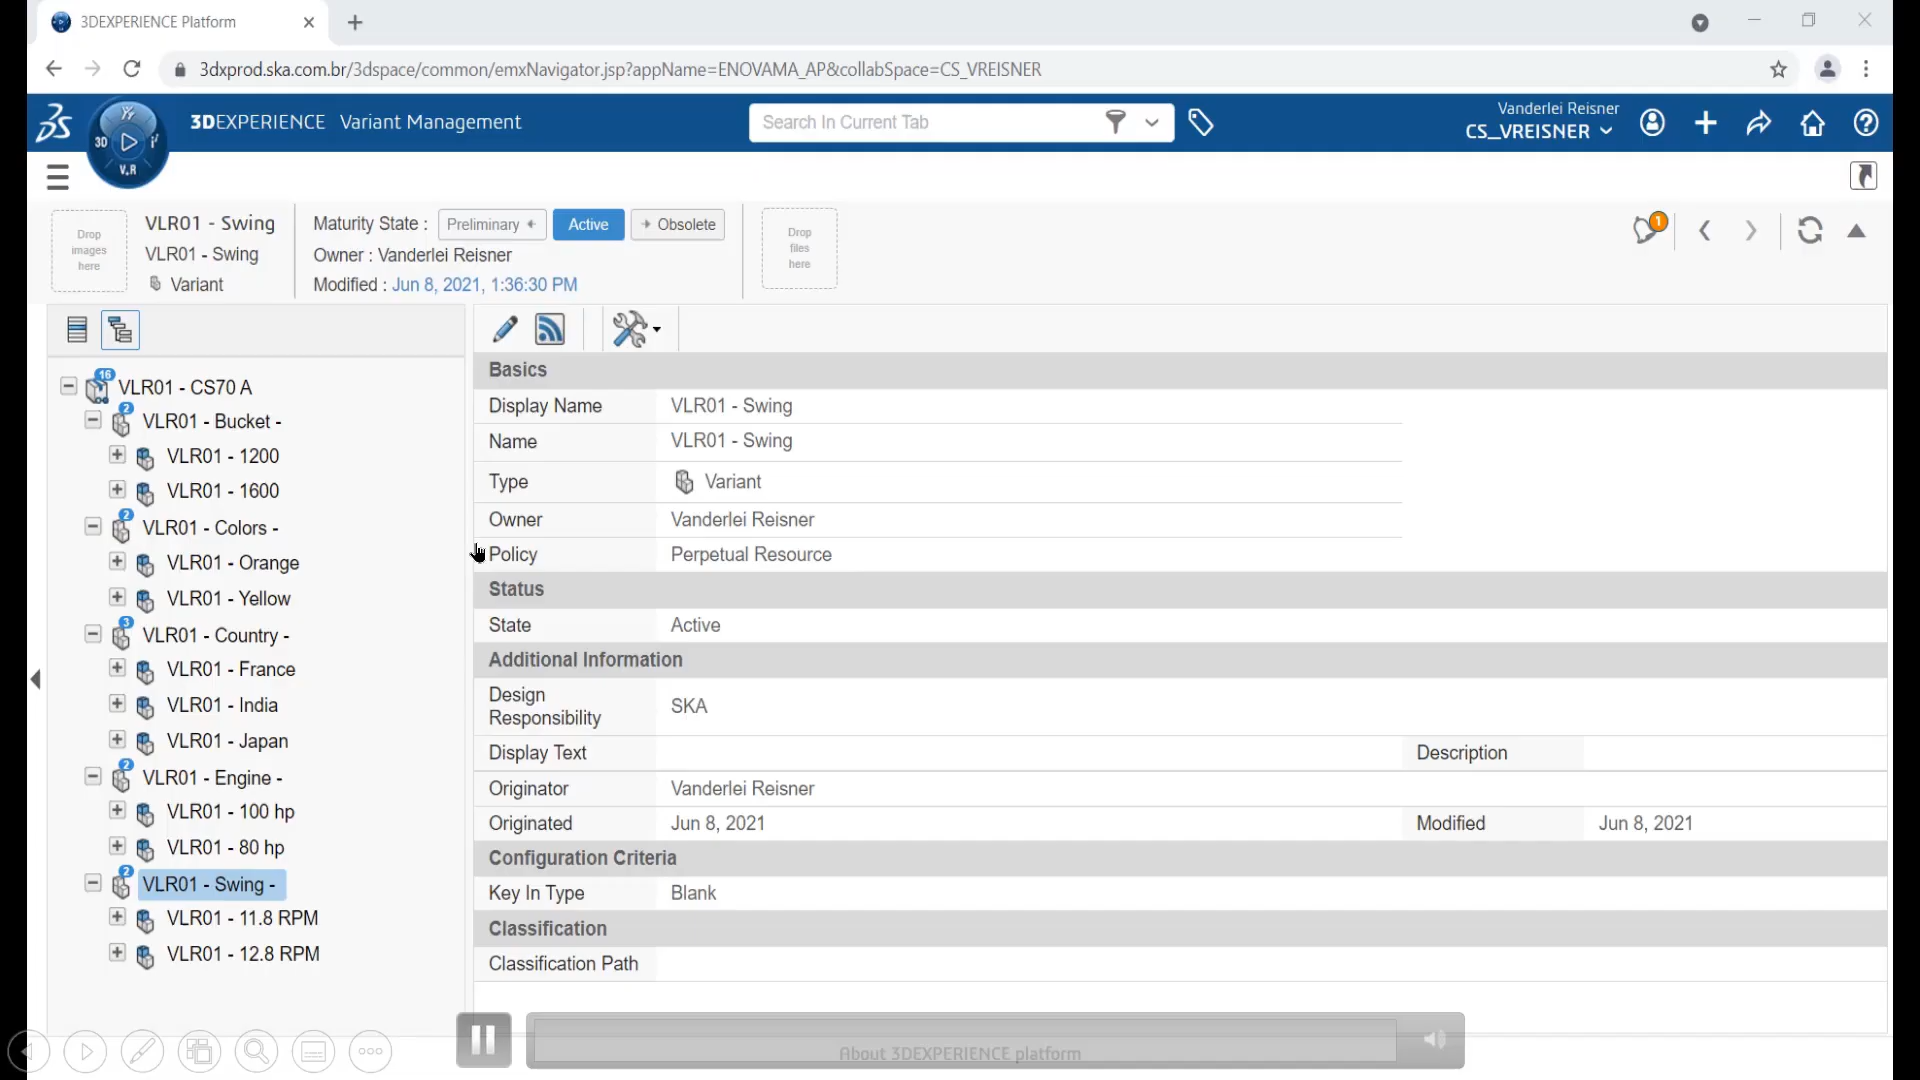 3DEXPERIENCE Platform
3dxprod.ska.com.br/3dspace/common/emxNavigator.jsp?appName=ENOVAMA_AP&collabSpace=CS_VREISNER
3DEXPERIENCE Variant Management
Search In Current Tab
Vanderlei Reisner
CS_VREISNER
3D
V.R
Drop
images
here
VLR01 - Swing
VLR01 - Swing
Variant
Maturity State :
Preliminary
Active
Obsolete
Owner : Vanderlei Reisner
Modified : Jun 8, 2021, 1:36:30 PM
Drop
files
here
1
16
VLR01 - CS70 A
2
VLR01 - Bucket -
VLR01 - 1200
VLR01 - 1600
2
VLR01 - Colors -
VLR01 - Orange
VLR01 - Yellow
3
VLR01 - Country -
VLR01 - France
VLR01 - India
VLR01 - Japan
2
VLR01 - Engine -
VLR01 - 100 hp
VLR01 - 80 hp
2
VLR01 - Swing -
VLR01 - 11.8 RPM
VLR01 - 12.8 RPM
Basics
Display Name VLR01 - Swing
Name VLR01 - Swing
Type Variant
Owner Vanderlei Reisner
Policy Perpetual Resource
Status
State Active
Additional Information
Design
Responsibility SKA
Display Text Description
Originator Vanderlei Reisner
Originated Jun 8, 2021 Modified Jun 8, 2021
Configuration Criteria
Key In Type Blank
Classification
Classification Path
About 3DEXPERIENCE platform